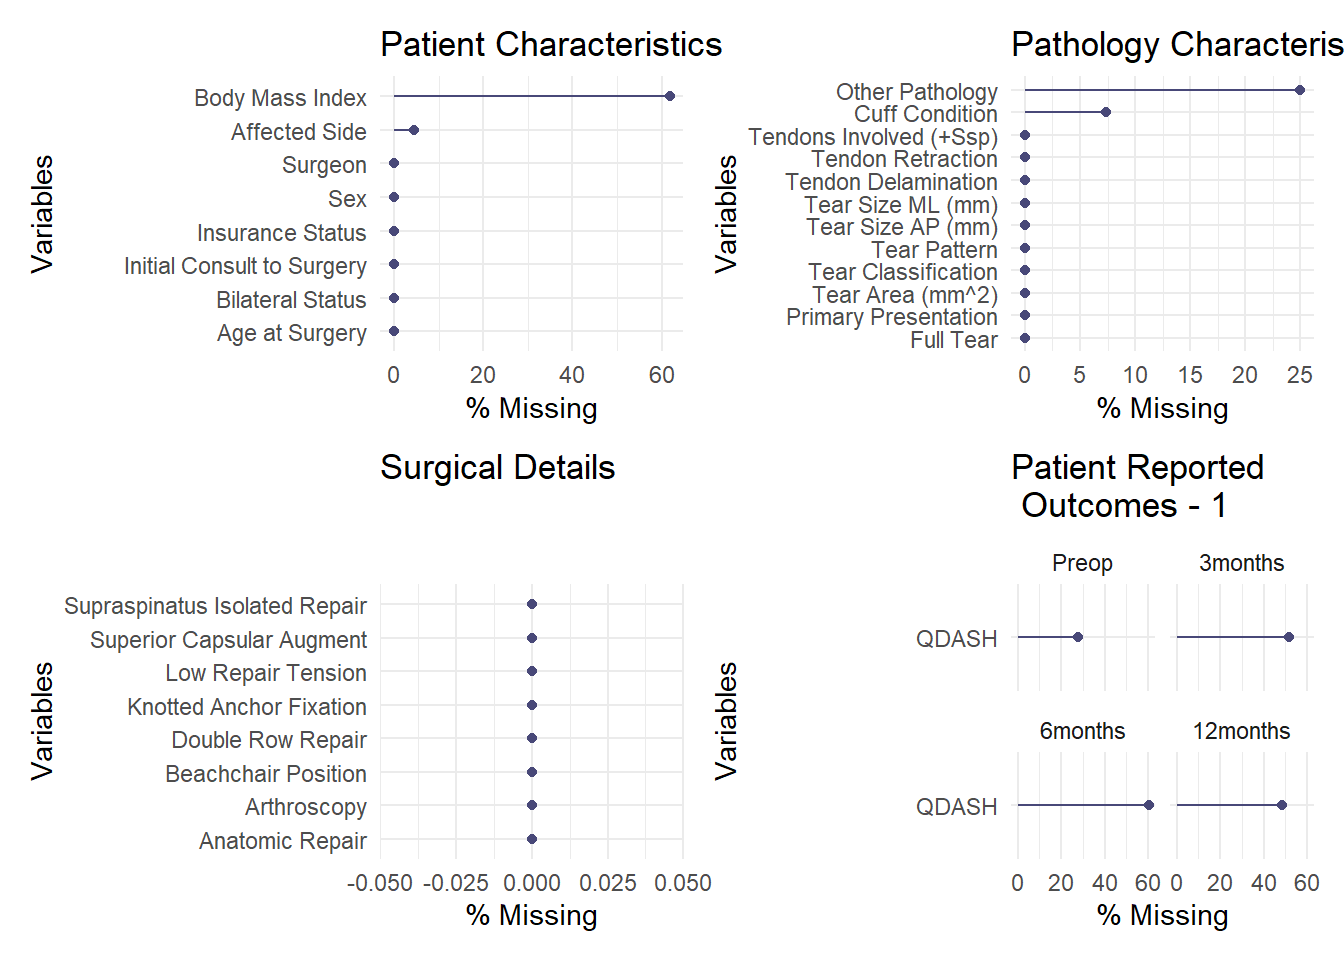 Patient Characteristics
Variables
Body Mass Index
Affected Side
Surgeon
Sex
Insurance Status
Initial Consult to Surgery
Bilateral Status
Age at Surgery
0 20 40 60
% Missing
Pathology Characteris
Variables
Other Pathology
Cuff Condition
Tendons Involved (+Ssp)
Tendon Retraction
Tendon Delamination
Tear Size ML (mm)
Tear Size AP (mm)
Tear Pattern
Tear Classification
Tear Area (mm^2)
Primary Presentation
Full Tear
0 5 10 15 20 25
% Missing
Surgical Details
Variables
Supraspinatus Isolated Repair
Superior Capsular Augment
Low Repair Tension
Knotted Anchor Fixation
Double Row Repair
Beachchair Position
Arthroscopy
Anatomic Repair
-0.050 -0.025 0.000 0.025 0.050
% Missing
Patient Reported
Outcomes - 1
Variables
Preop 3months
QDASH
6months 12months
QDASH
0 20 40 60 0 20 40 60
% Missing